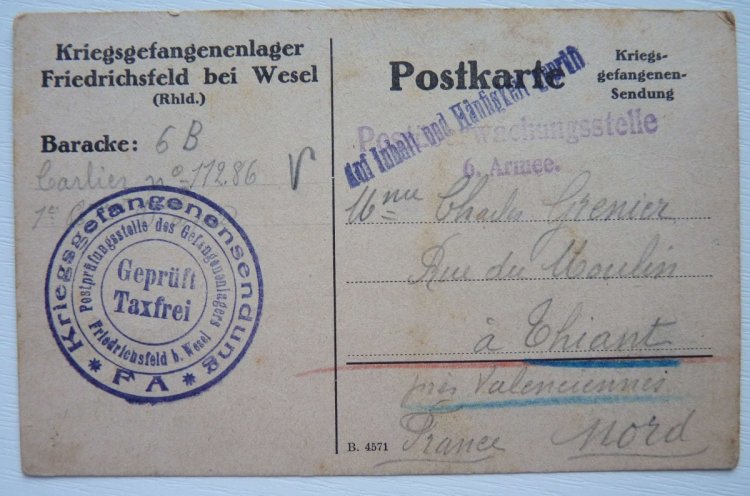 Kriegsgefangenenlager
Friedrichsfeld bei Wesel
(Rhld.)
Baracke: 6 B
Carlier nº 11286
1re
Kriegsgefangenensendung
* F A *
Postprüfungsstelle des Gefangenenlagers
Friedrichsfeld b. Wesel
Geprüft
Taxfrei
Postkarte
Kriegs-
gefangenen-
Sendung
Auf Inhalt und Häufigkeit geprüft
Postüberwachungsstelle
6. Armee.
Mme Charles Grenier
Rue du Moulin
à Thiant
près Valenciennes
France Nord
B. 4571